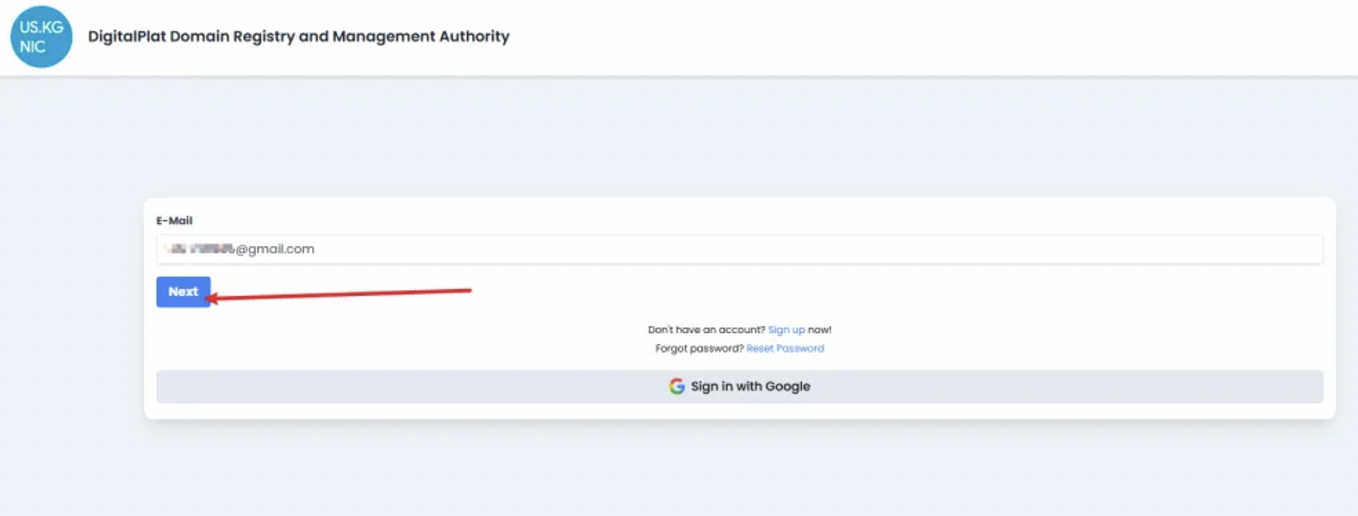 US.KG
NIC
DigitalPlat Domain Registry and Management Authority
E-Mail
@gmail.com
Next
Don't have an account? Sign up now!
Forgot password? Reset Password
Sign in with Google